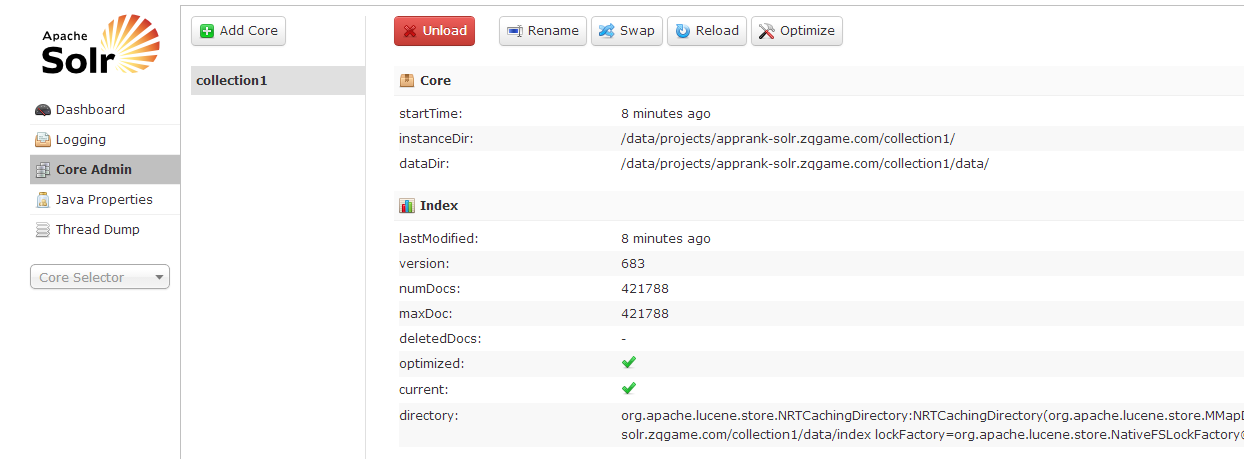 Apache
Solr
Dashboard
Logging
Core Admin
Java Properties
Thread Dump
Core Selector
Add Core
collection1
Unload
Rename
Swap
Reload
Optimize
Core
startTime: 8 minutes ago
instanceDir: /data/projects/apprank-solr.zqgame.com/collection1/
dataDir: /data/projects/apprank-solr.zqgame.com/collection1/data/
Index
lastModified: 8 minutes ago
version: 683
numDocs: 421788
maxDoc: 421788
deletedDocs: -
optimized:
current:
directory: org.apache.lucene.store.NRTCachingDirectory:NRTCachingDirectory(org.apache.lucene.store.MMapD
solr.zqgame.com/collection1/data/index lockFactory=org.apache.lucene.store.NativeFSLockFactory@